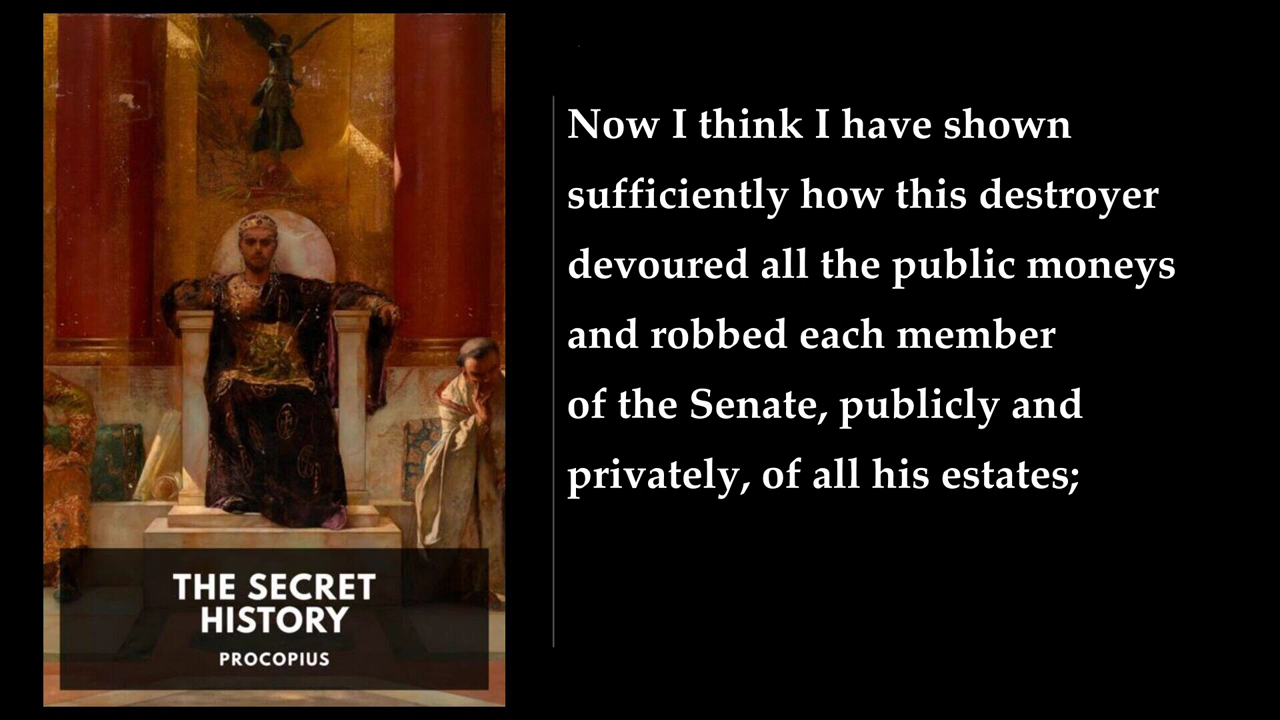 THE SECRET
HISTORY
PROCOPIUS
Now I think I have shown
sufficiently how this destroyer
devoured all the public moneys
and robbed each member
of the Senate, publicly and
privately, of all his estates;